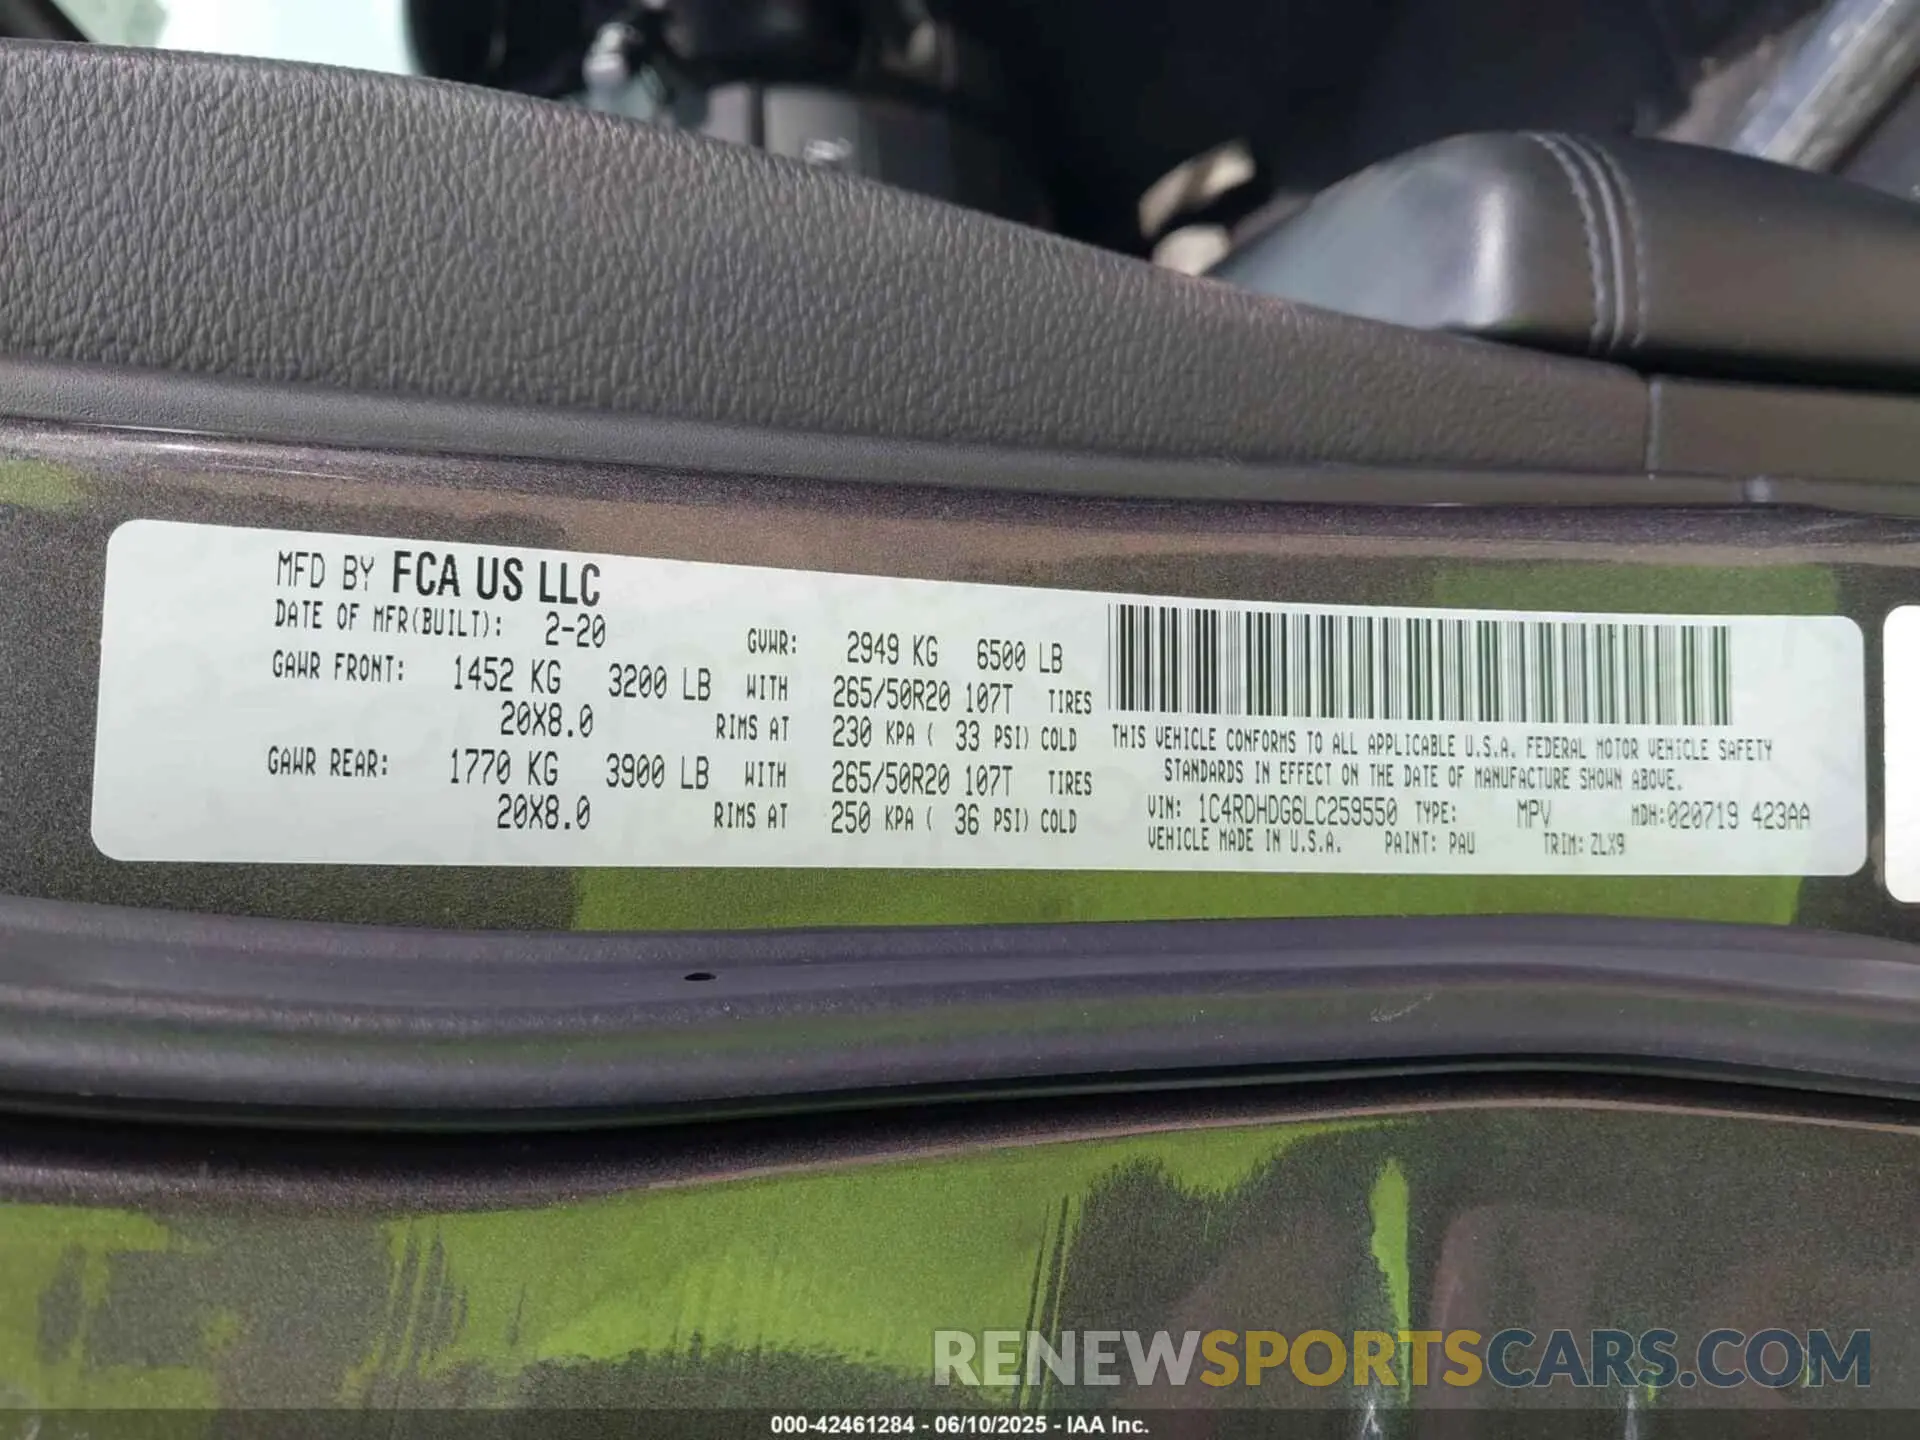 MFD BY FCA US LLC
DATE OF MFR(BUILT): 2-20
GVWR: 2949 KG 6500 LB
GAWR FRONT: 1452 KG 3200 LB WITH 265/50R20 107T TIRES
20X8.0 RIMS AT 230 KPA ( 33 PSI) COLD
GAWR REAR: 1770 KG 3900 LB WITH 265/50R20 107T TIRES
20X8.0 RIMS AT 250 KPA ( 36 PSI) COLD
THIS VEHICLE CONFORMS TO ALL APPLICABLE U.S.A. FEDERAL MOTOR VEHICLE SAFETY
STANDARDS IN EFFECT ON THE DATE OF MANUFACTURE SHOWN ABOVE.
VIN: 1C4RDHDG6LC259550 TYPE: MPV MDH:020719 423AA
VEHICLE MADE IN U.S.A. PAINT: PAU TRIM: ZLX9
RENEWSPORTSCARS.COM
000-42461284 - 06/10/2025 - IAA Inc.